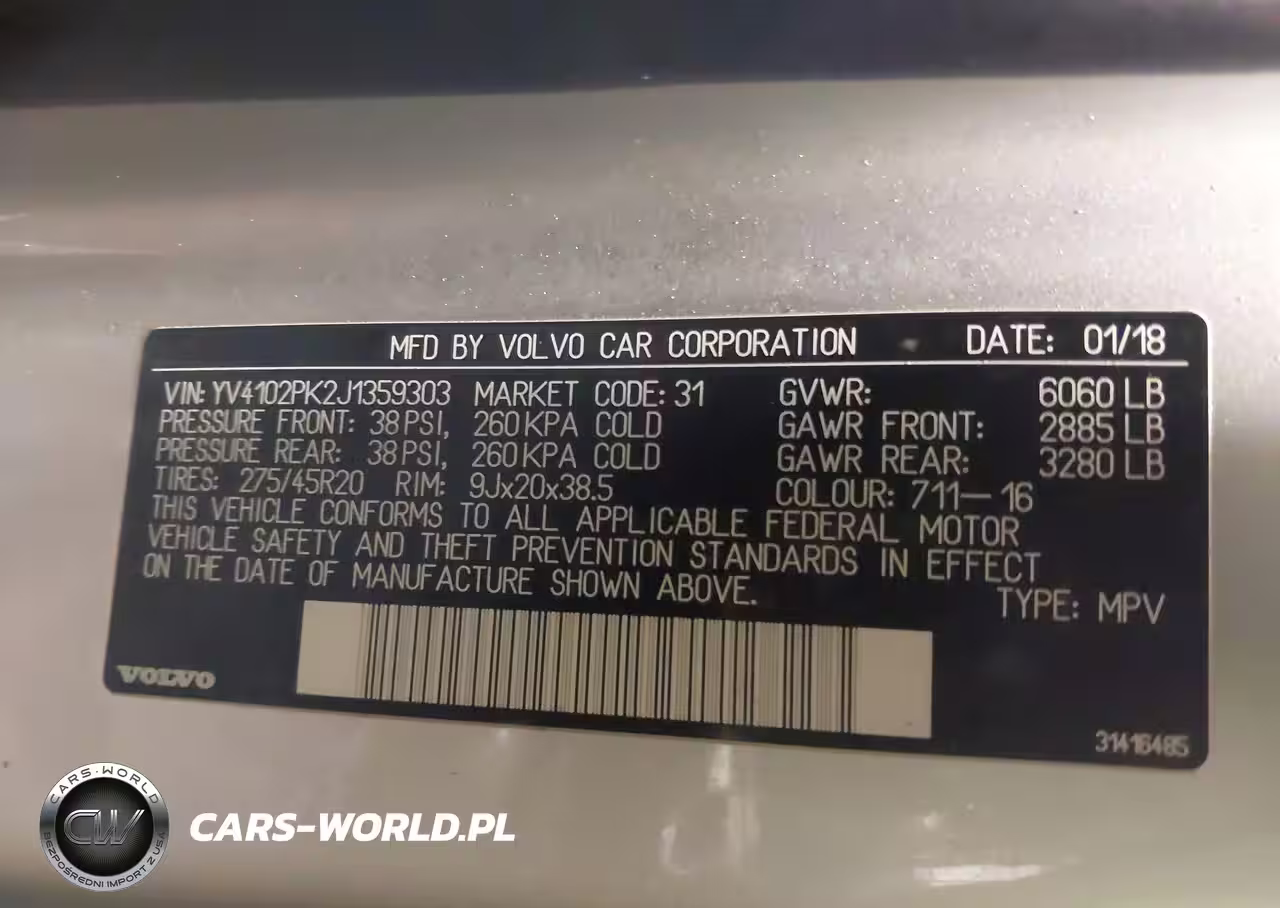 MFD BY VOLVO CAR CORPORATION DATE: 01/18
VIN: YV4102PK2J1359303 MARKET CODE: 31 GVWR: 6060 LB
PRESSURE FRONT: 38 PSI, 260 KPA COLD GAWR FRONT: 2885 LB
PRESSURE REAR: 38 PSI, 260 KPA COLD GAWR REAR: 3280 LB
TIRES: 275/45R20 RIM: 9Jx20x38.5 COLOUR: 711-16
THIS VEHICLE CONFORMS TO ALL APPLICABLE FEDERAL MOTOR
VEHICLE SAFETY AND THEFT PREVENTION STANDARDS IN EFFECT
ON THE DATE OF MANUFACTURE SHOWN ABOVE.
TYPE: MPV
VOLVO
31416485
CARS-WORLD
CW
BEZPOŚREDNI IMPORT Z USA
CARS-WORLD.PL